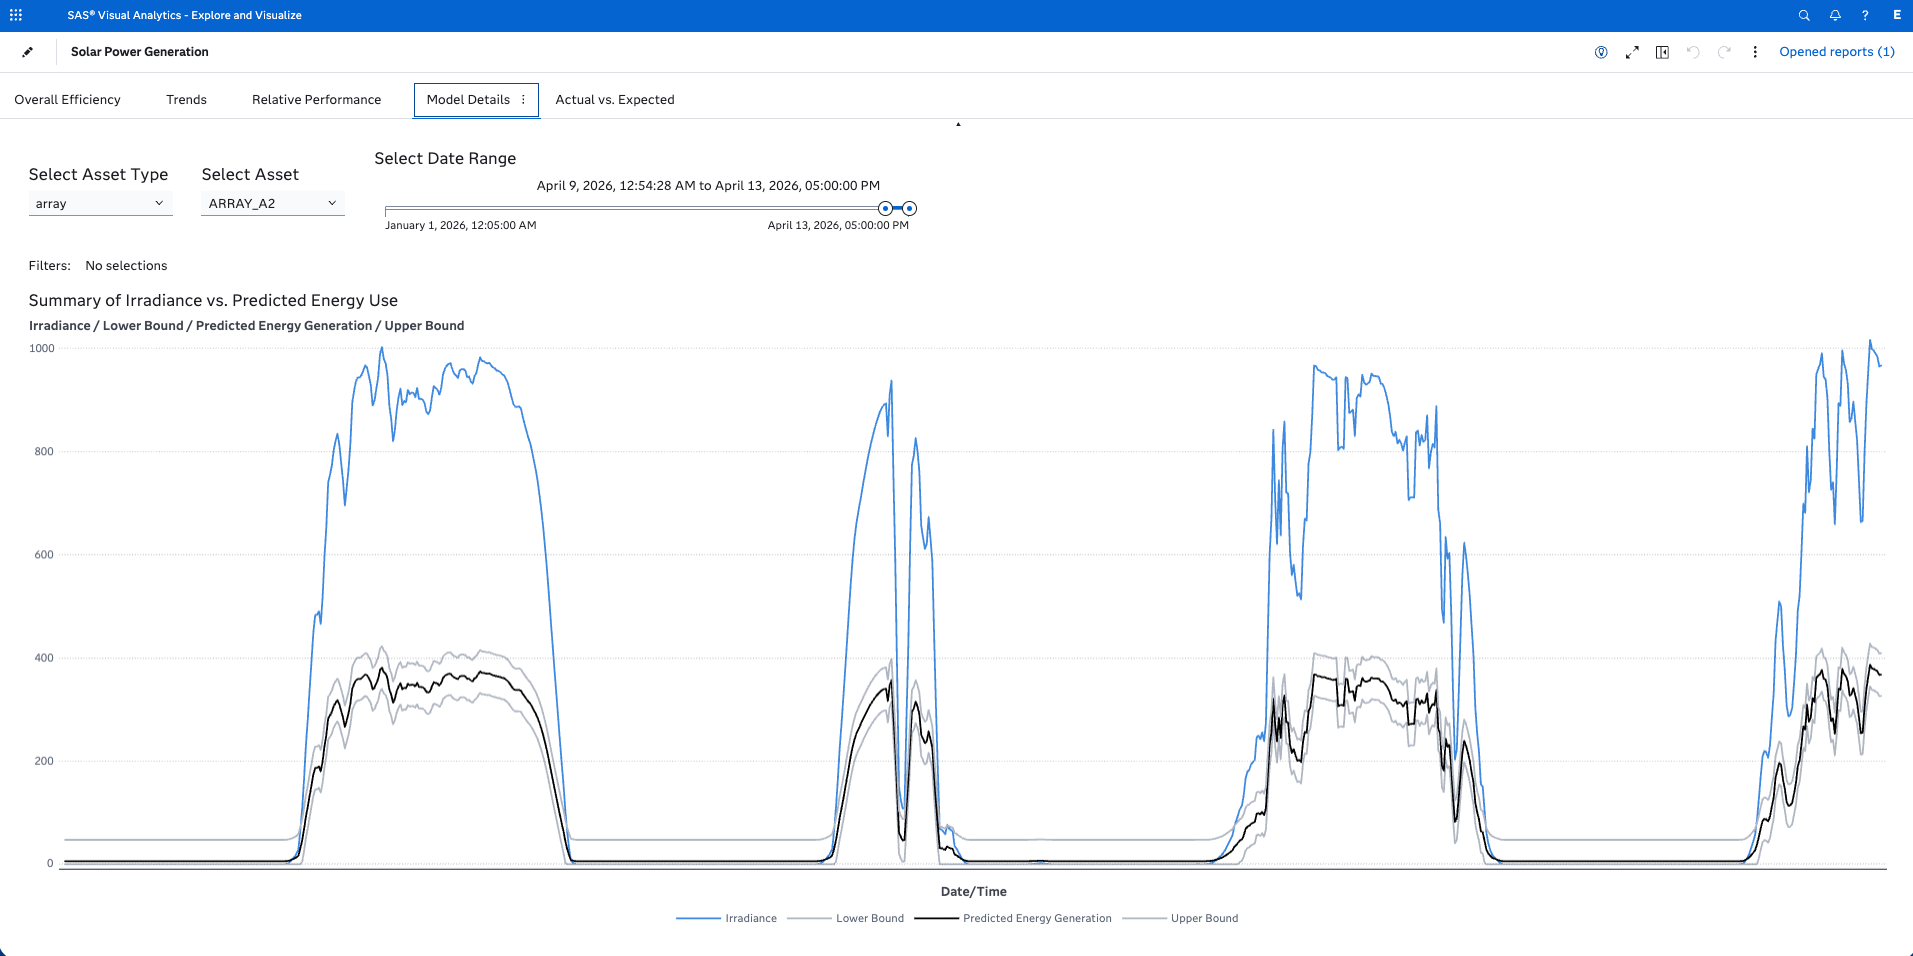 SAS® Visual Analytics - Explore and Visualize
E
Solar Power Generation
Opened reports (1)
Overall Efficiency
Trends
Relative Performance
Model Details
Actual vs. Expected
Select Asset Type
array
Select Asset
ARRAY_A2
Select Date Range
April 9, 2026, 12:54:28 AM to April 13, 2026, 05:00:00 PM
January 1, 2026, 12:05:00 AM
April 13, 2026, 05:00:00 PM
Filters: No selections
Summary of Irradiance vs. Predicted Energy Use
Irradiance / Lower Bound / Predicted Energy Generation / Upper Bound
1000
800
600
400
200
0
Date/Time
Irradiance
Lower Bound
Predicted Energy Generation
Upper Bound